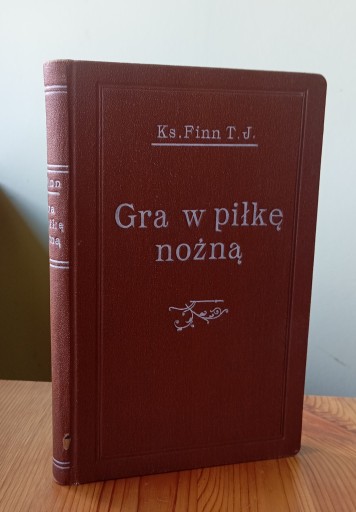 Ks. Finn T. J.
Gra w piłkę
nożną